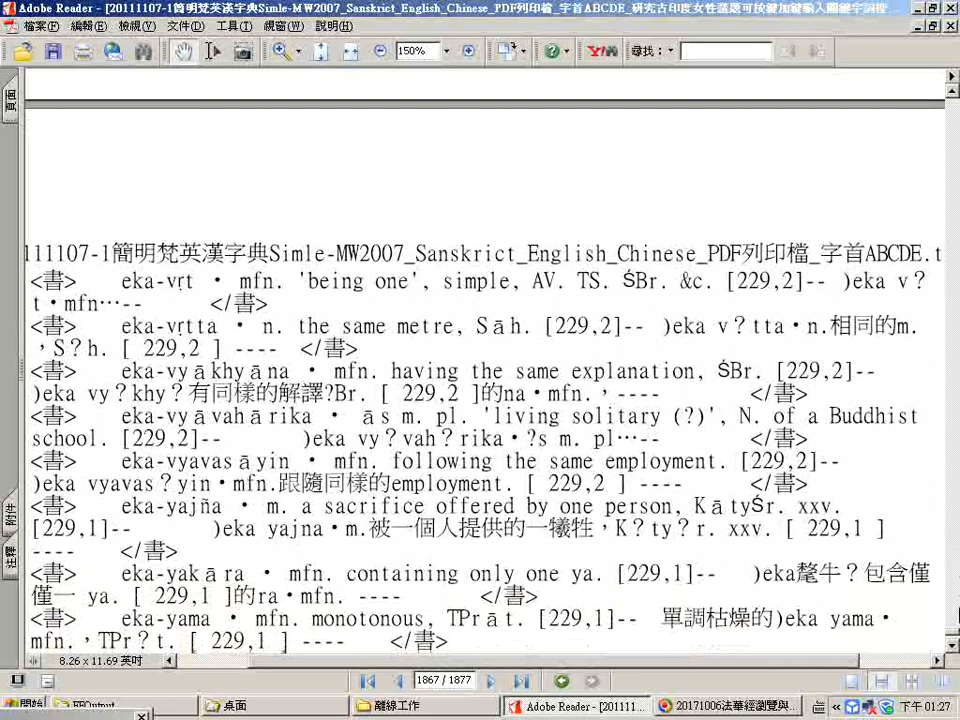 Adobe Reader - [20111107-1簡明梵英漢字典Simle-MW2007_Sanskrict_English_Chinese_PDF列印檔_字首ABCDE_研究古印度女性議題可按鍵加鍵輸入關鍵字詞搜
檔案(F) 編輯(E) 檢視(V) 文件(D) 工具(T) 視窗(W) 說明(H)
150% Y! 尋找:
頁面
111107-1簡明梵英漢字典Simle-MW2007_Sanskrict_English_Chinese_PDF列印檔_字首ABCDE.t
<書> eka-vṛt • mfn. 'being one', simple, AV. TS. ŚBr. &c. [229,2]-- )eka v?
t•mfn…-- </書>
<書> eka-vṛtta • n. the same metre, Sāh. [229,2]-- )eka v?tta•n.相同的m.
,S?h. [ 229,2 ] ---- </書>
<書> eka-vyākhyāna • mfn. having the same explanation, ŚBr. [229,2]--
)eka vy?khy?有同樣的解譯?Br. [ 229,2 ]的na•mfn.,---- </書>
<書> eka-vyāvahārika • ās m. pl. 'living solitary (?)', N. of a Buddhist
school. [229,2]-- )eka vy?vah?rika•?s m. pl…-- </書>
<書> eka-vyavasāyin • mfn. following the same employment. [229,2]--
)eka vyavas?yin•mfn.跟隨同樣的employment. [ 229,2 ] ---- </書>
<書> eka-yajña • m. a sacrifice offered by one person, KātyŚr. xxv.
[229,1]-- )eka yajna•m.被一個人提供的一犧牲,K?ty?r. xxv. [ 229,1 ]
---- </書>
<書> eka-yakāra • mfn. containing only one ya. [229,1]-- )eka氂牛?包含僅
僅一 ya. [ 229,1 ]的ra•mfn. ---- </書>
<書> eka-yama • mfn. monotonous, TPrāt. [229,1]-- 單調枯燥的)eka yama•
mfn.,TPr?t. [ 229,1 ] ---- </書>
附件
注釋
8.26 x 11.69 英吋
1867 / 1877
開始 FFOutput 桌面 離線工作 Adobe Reader - [201111... 20171006法華經瀏覽與... 下午 01:27